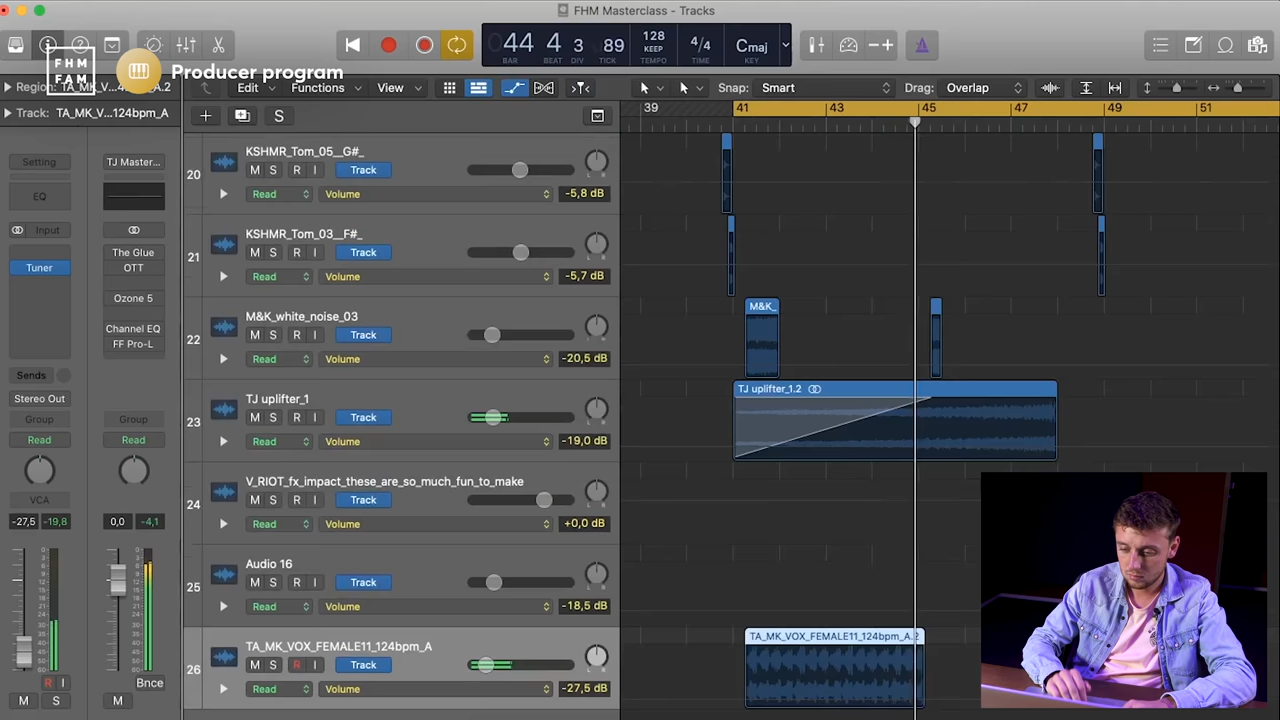 FHM Masterclass - Tracks
FHM
FAM
Producer program
44 4 3 89
BAR BEAT DIV TICK
128
KEEP
TEMPO
4/4
TIME
Cmaj
Region: TA_MK_V...4...A.2
Track: TA_MK_V...124bpm_A
Edit Functions View
Snap: Smart
Drag: Overlap
S
39 41 43 45 47 49 51
Setting
EQ
Input
Tuner
Sends
Stereo Out
Group
Read
VCA
-27,5 -19,8
R I
M S
TJ Master...
The Glue
OTT
Ozone 5
Channel EQ
FF Pro-L
Group
Read
0,0 -4,1
Bnce
M
20
KSHMR_Tom_05__G#_
M S R I Track
Read Volume -5,8 dB
21
KSHMR_Tom_03__F#_
M S R I Track
Read Volume -5,7 dB
22
M&K_white_noise_03
M S R I Track
Read Volume -20,5 dB
23
TJ uplifter_1
M S R I Track
Read Volume -19,0 dB
24
V_RIOT_fx_impact_these_are_so_much_fun_to_make
M S R I Track
Read Volume +0,0 dB
25
Audio 16
M S R I Track
Read Volume -18,5 dB
26
TA_MK_VOX_FEMALE11_124bpm_A
M S R I Track
Read Volume -27,5 dB
M&K_
TJ uplifter_1.2
TA_MK_VOX_FEMALE11_124bpm_A.2